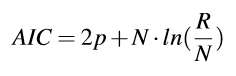 AIC = 2p + N · ln(R/N)